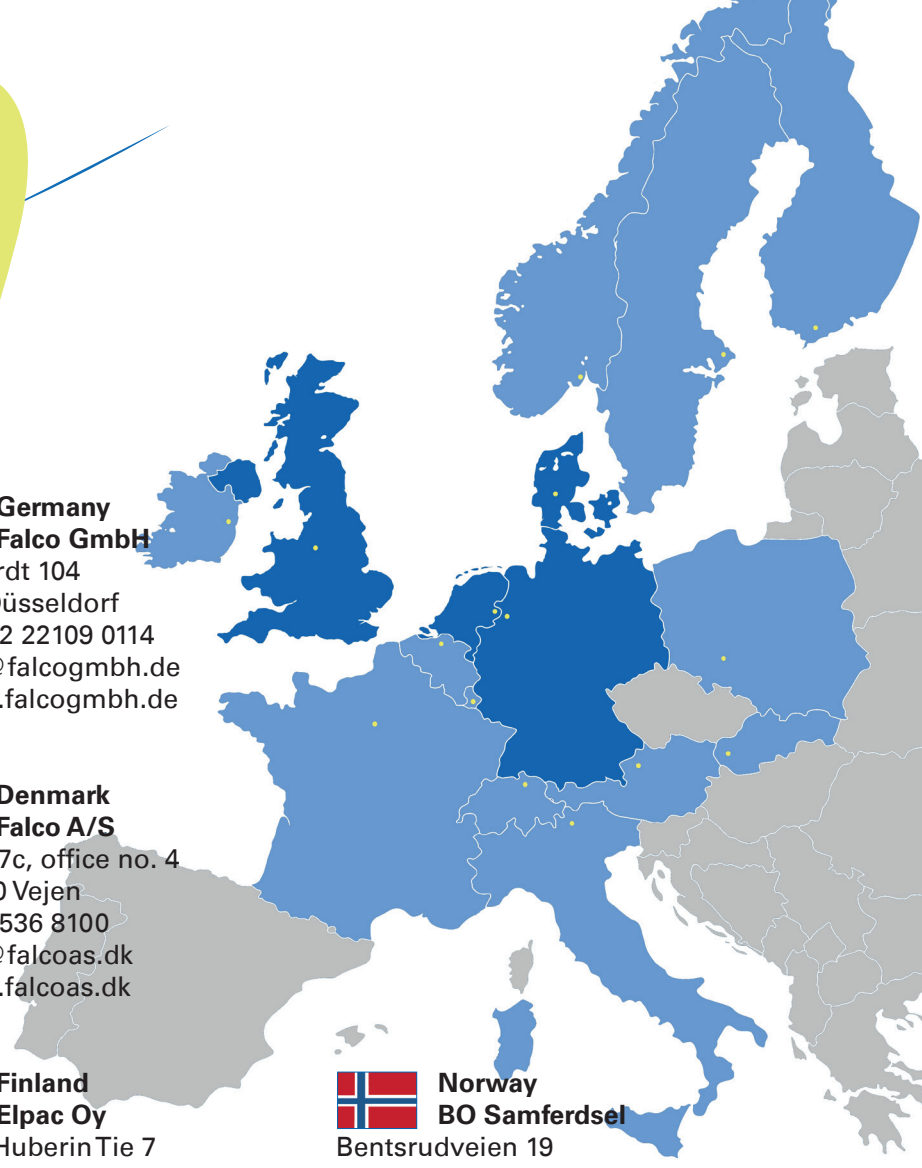 Germany
Falco GmbH
rdt 104
üsseldorf
2 22109 0114
@falcogmbh.de
.falcogmbh.de
Denmark
Falco A/S
7c, office no. 4
0 Vejen
536 8100
@falcoas.dk
.falcoas.dk
Finland
Elpac Oy
Huberin Tie 7
Norway
BO Samferdsel
Bentsrudveien 19